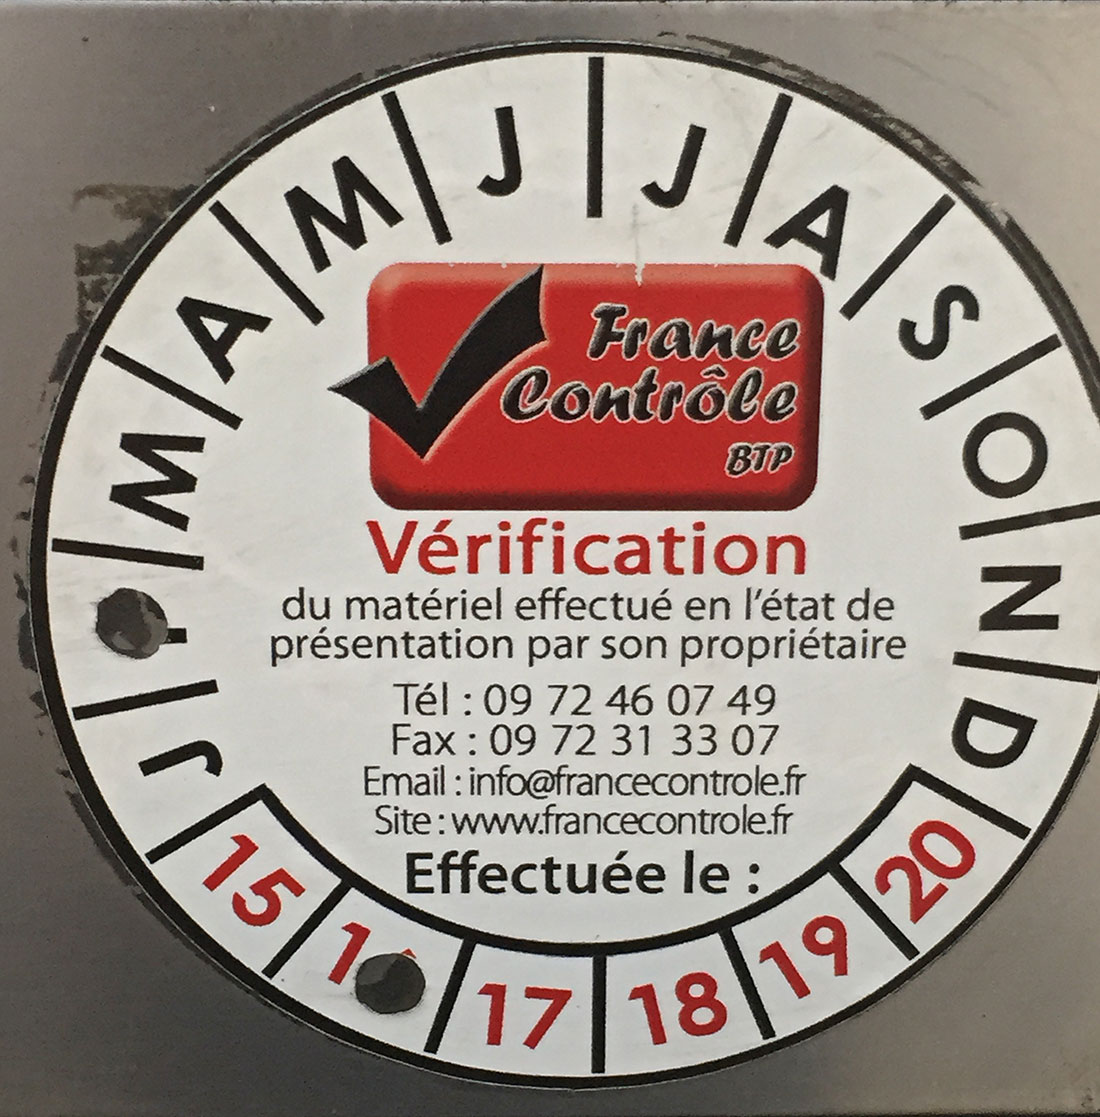 J
M
A
M
J
J
A
S
O
N
D
France
Contrôle
BTP
Vérification
du matériel effectué en l'état de
présentation par son propriétaire
Tél : 09 72 46 07 49
Fax : 09 72 31 33 07
Email : info@francecontrole.fr
Site : www.francecontrole.fr
Effectuée le :
15
17
18
19
20